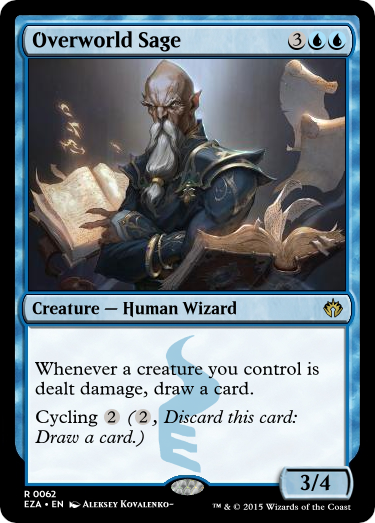 Overworld Sage 3
Creature — Human Wizard
Whenever a creature you control is
dealt damage, draw a card.
Cycling 2 (2, Discard this card:
Draw a card.)
3/4
R 0062
EZA • EN Aleksey Kovalenko-
™ & © 2015 Wizards of the Coast